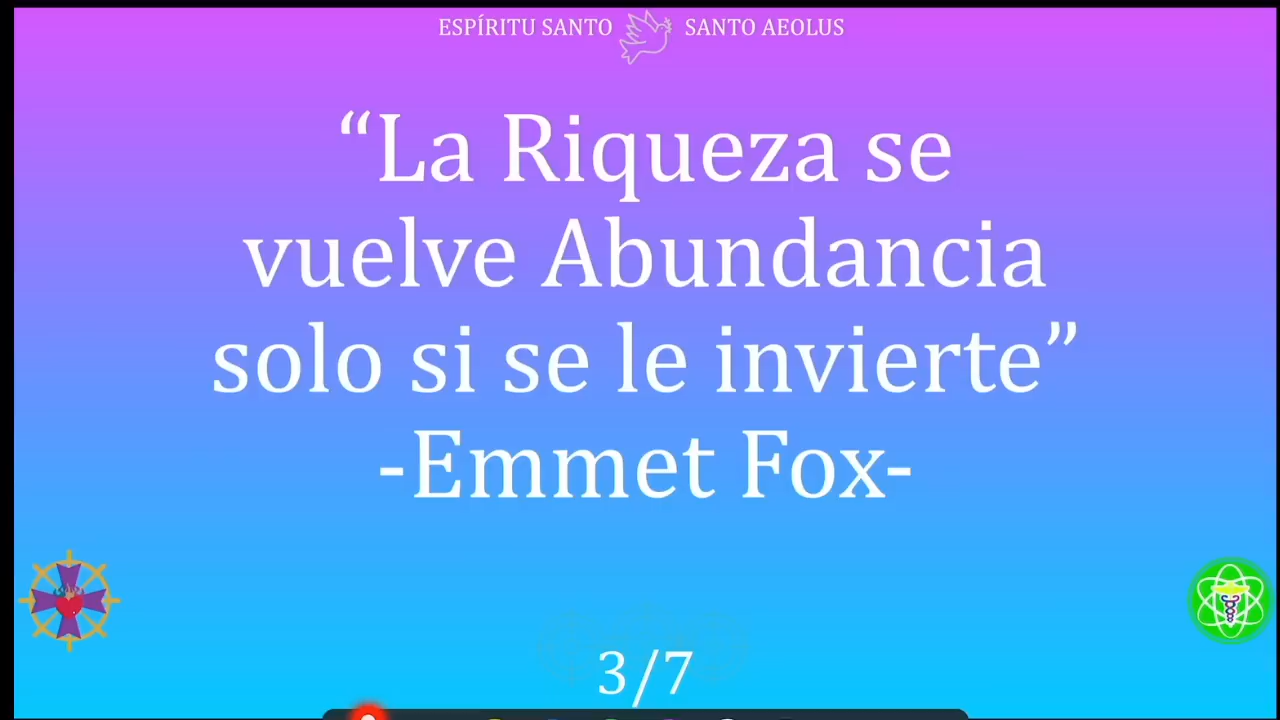 ESPÍRITU SANTO SANTO AEOLUS
“La Riqueza se
vuelve Abundancia
solo si se le invierte”
-Emmet Fox-
3/7